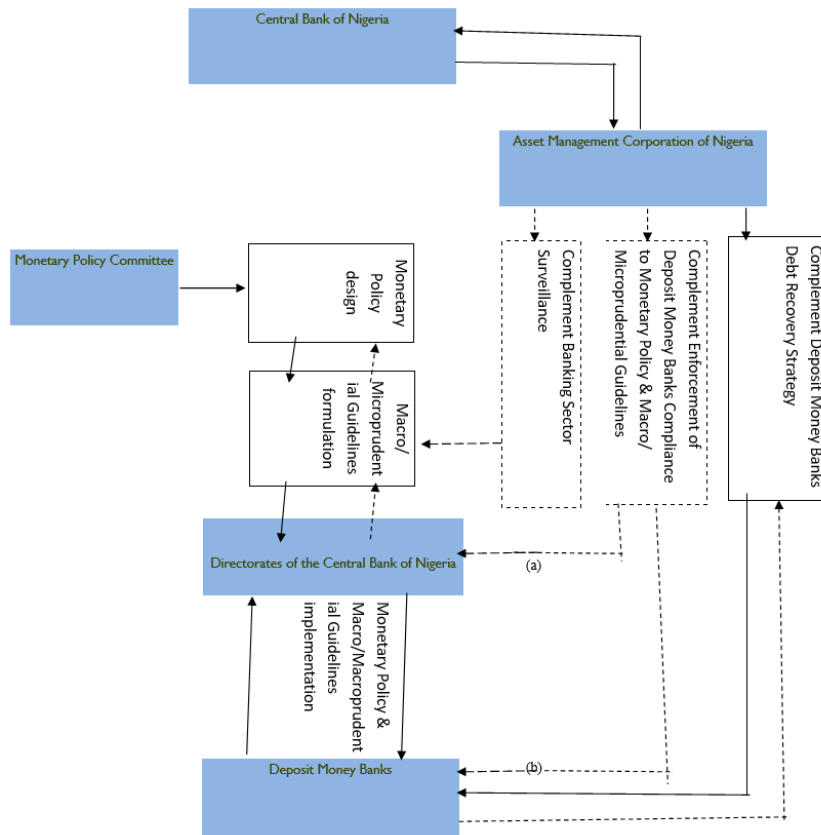 Central Bank of Nigeria
Asset Management Corporation of Nigeria
Monetary Policy Committee
Monetary
Policy
design
Complement Banking Sector
Surveillance
Complement Enforcement of
Deposit Money Banks Compliance
to Monetary Policy & Macro/
Microprudential Guidelines
Complement Deposit Money Banks
Debt Recovery Strategy
Macro/
Microprudent
ial Guidelines
formulation
Directorates of the Central Bank of Nigeria
(a)
Monetary Policy &
Macro/Macroprudent
ial Guidelines
implementation
(b)
Deposit Money Banks